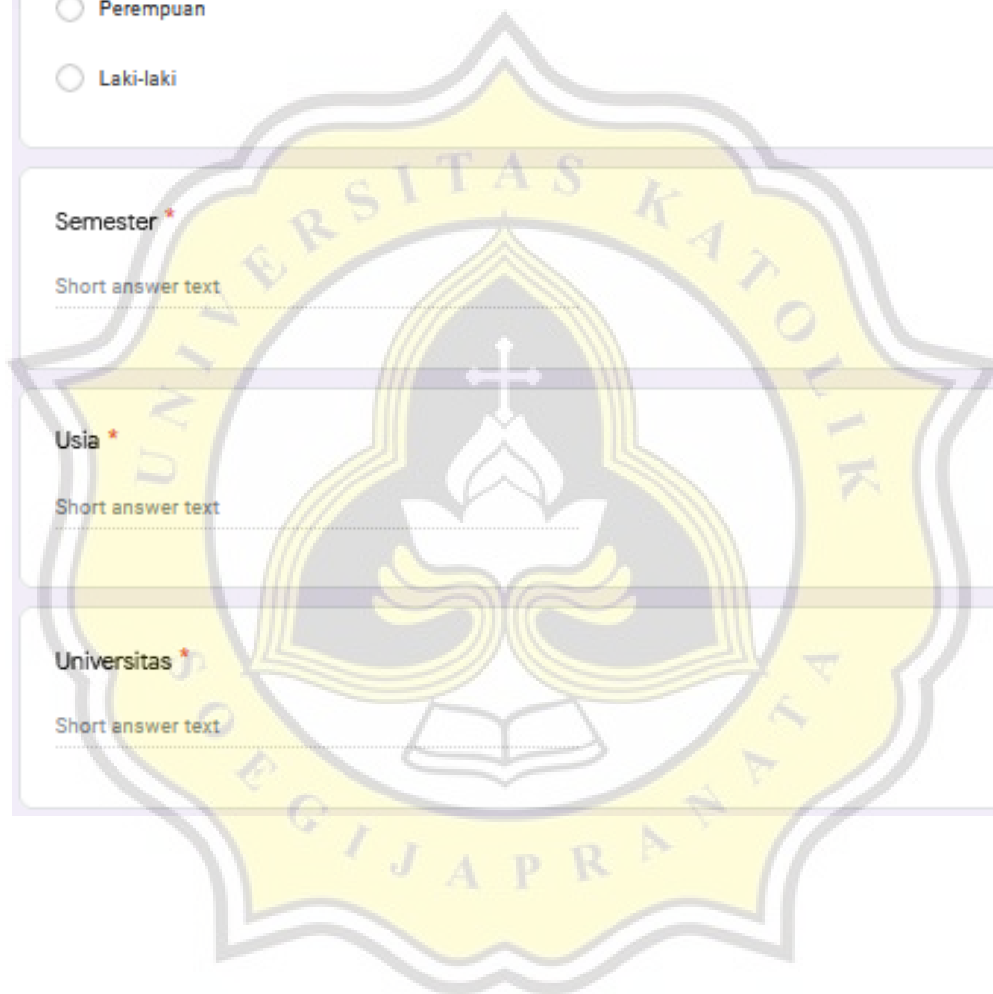 Perempuan
Laki-laki
Semester *
Short answer text
Usia *
Short answer text
Universitas *
Short answer text
UNIVERSITAS KATOLIK
SOEGIJAPRANATA